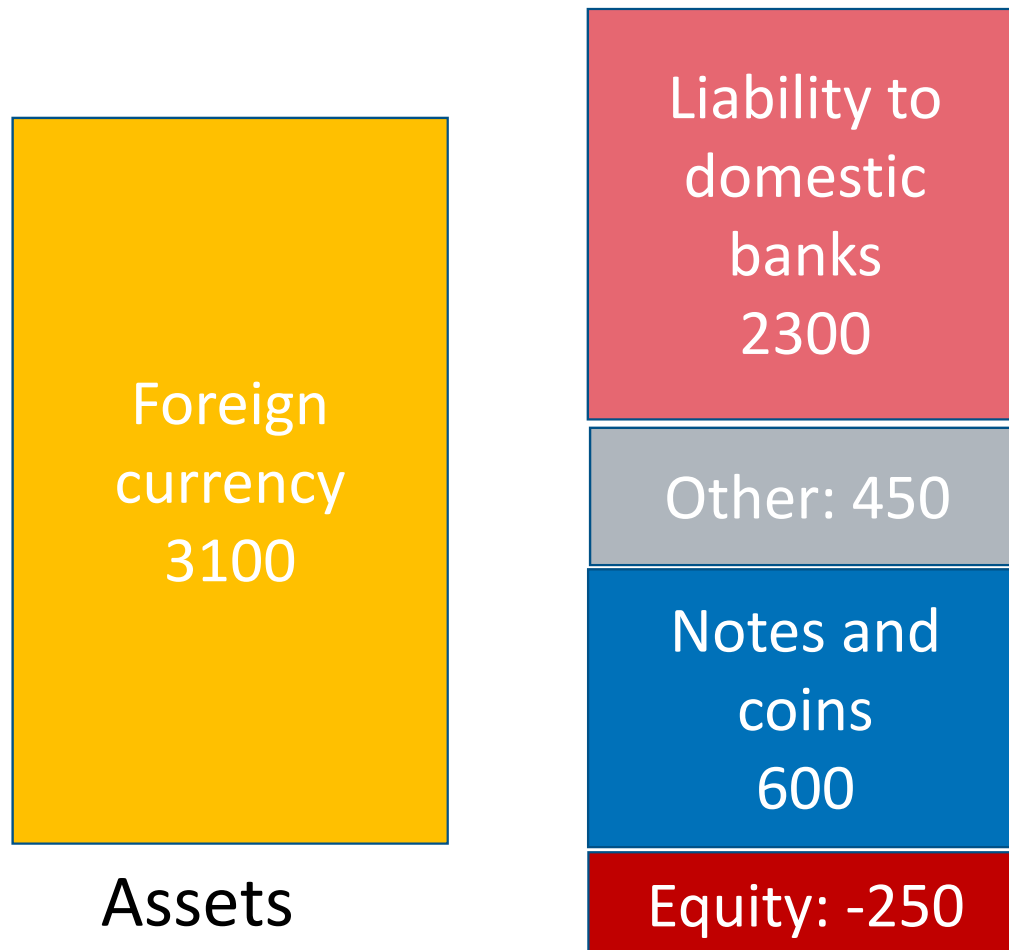 Foreign
currency
3100
Assets
Liability to
domestic
banks
2300
Other: 450
Notes and
coins
600
Equity: -250